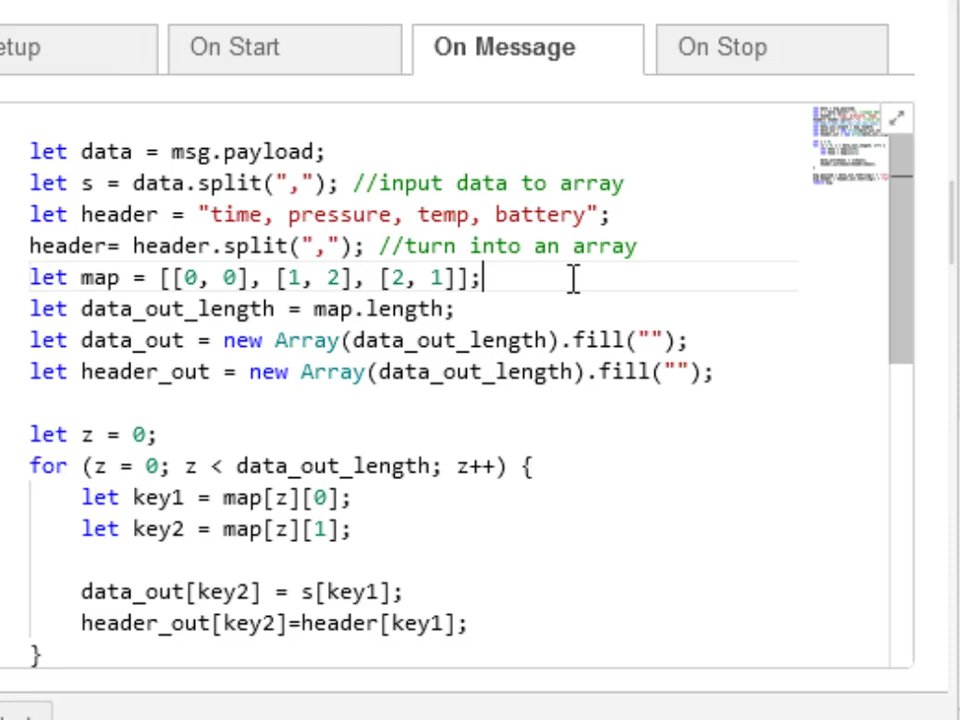 etup On Start On Message On Stop
let data = msg.payload;
let s = data.split(","); //input data to array
let header = "time, pressure, temp, battery";
header= header.split(","); //turn into an array
let map = [[0, 0], [1, 2], [2, 1]];
let data_out_length = map.length;
let data_out = new Array(data_out_length).fill("");
let header_out = new Array(data_out_length).fill("");
let z = 0;
for (z = 0; z < data_out_length; z++) {
let key1 = map[z][0];
let key2 = map[z][1];
data_out[key2] = s[key1];
header_out[key2]=header[key1];
}